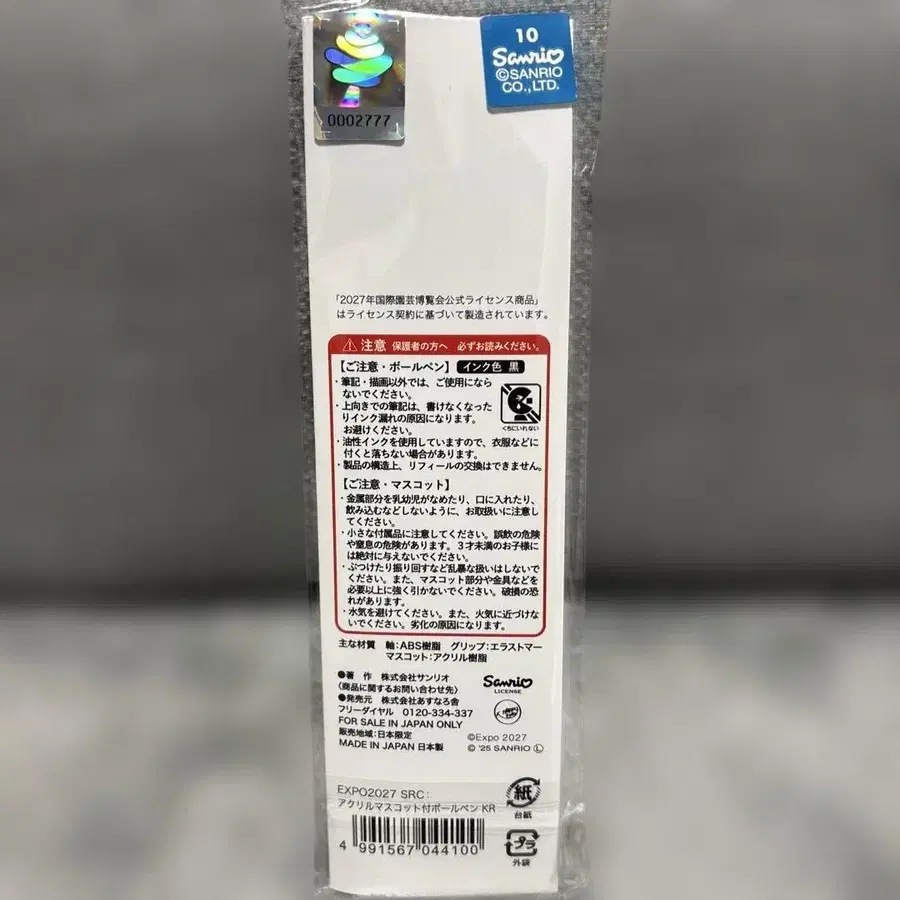 0002777
10
Sanrio
©SANRIO
CO.,LTD.
「2027年国際園芸博覧会公式ライセンス商品」
はライセンス契約に基づいて製造されています。
⚠注意 保護者の方へ 必ずお読みください。
【ご注意・ボールペン】 インク色 黒
・筆記・描画以外では、ご使用になら
ないでください。
・上向きでの筆記は、書けなくなった
りインク漏れの原因になります。
お避けください。
くちにいれない
・油性インクを使用していますので、衣服などに
付くと落ちない場合があります。
・製品の構造上、リフィールの交換はできません。
【ご注意・マスコット】
・金属部分を乳幼児がなめたり、口に入れたり、
飲み込むなどしないように、お取扱いに注意し
てください。
・小さな付属品に注意してください。誤飲の危険
や窒息の危険があります。3才未満のお子様に
は絶対に与えないでください。
・ぶつけたり振り回すなど乱暴な扱いはしないで
ください。また、マスコット部分や金具などを
必要以上に強く引かないでください。破損の恐
れがあります。
・水気を避けてください。また、火気に近づけな
いでください。劣化の原因になります。
主な材質 軸:ABS樹脂 グリップ:エラストマー
マスコット:アクリル樹脂
●著 作 株式会社サンリオ
〈商品に関するお問い合わせ先〉
●発売元 株式会社あすなろ舎
フリーダイヤル 0120-334-337
FOR SALE IN JAPAN ONLY
販売地域:日本限定
MADE IN JAPAN 日本製
Sanrio
LICENSE
©Expo 2027
© '25 SANRIO Ⓛ
EXPO2027 SRC:
アクリルマスコット付ボールペン KR
4 991567 044100
紙
台紙
プラ
外袋